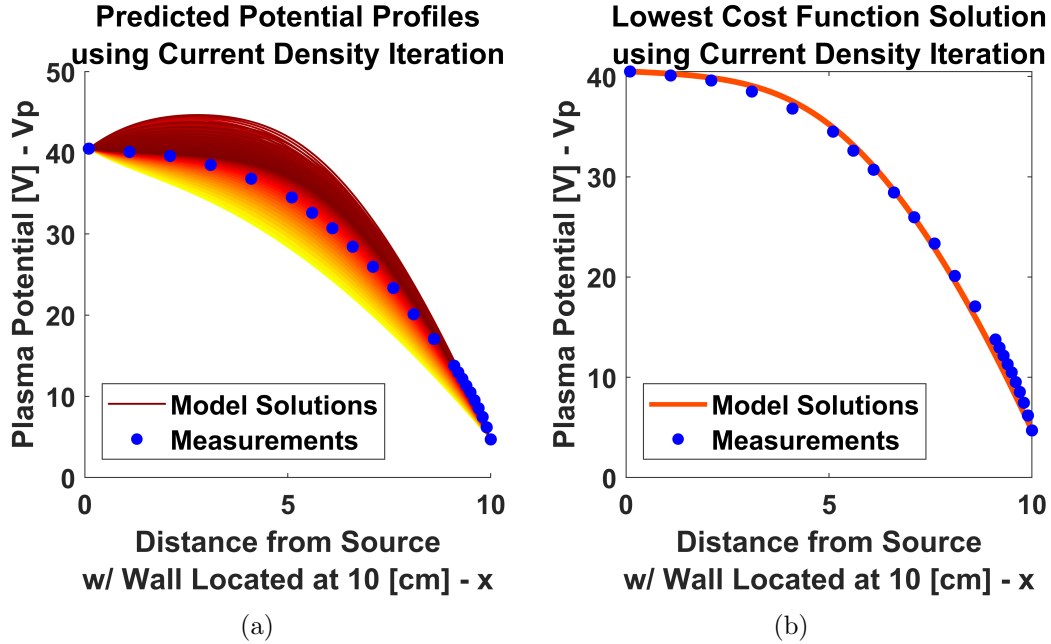 Predicted Potential Profiles
using Current Density Iteration
50
40
30
20
10
0
Plasma Potential [V] - Vp
Model Solutions
Measurements
0
5
10
Distance from Source
w/ Wall Located at 10 [cm] - x
(a)
Lowest Cost Function Solution
using Current Density Iteration
40
30
20
10
0
Plasma Potential [V] - Vp
Model Solutions
Measurements
0
5
10
Distance from Source
w/ Wall Located at 10 [cm] - x
(b)